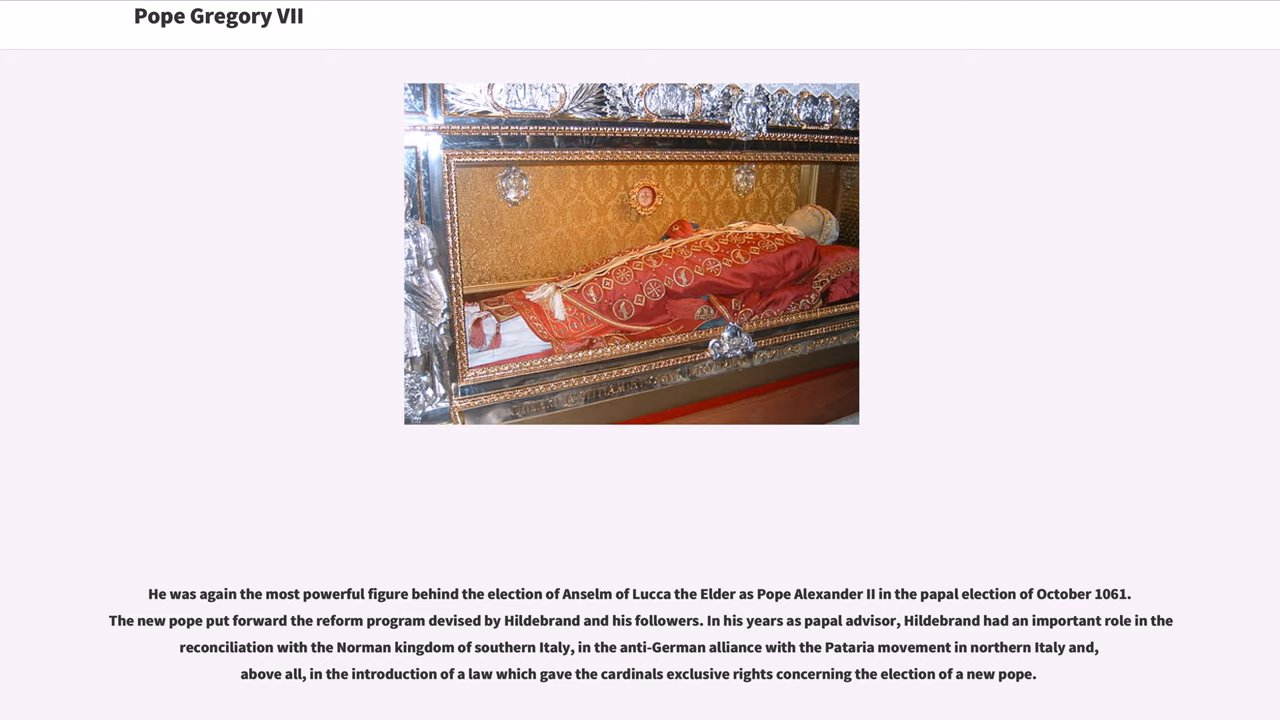 Pope Gregory VII
He was again the most powerful figure behind the election of Anselm of Lucca the Elder as Pope Alexander II in the papal election of October 1061.
The new pope put forward the reform program devised by Hildebrand and his followers. In his years as papal advisor, Hildebrand had an important role in the
reconciliation with the Norman kingdom of southern Italy, in the anti-German alliance with the Pataria movement in northern Italy and,
above all, in the introduction of a law which gave the cardinals exclusive rights concerning the election of a new pope.